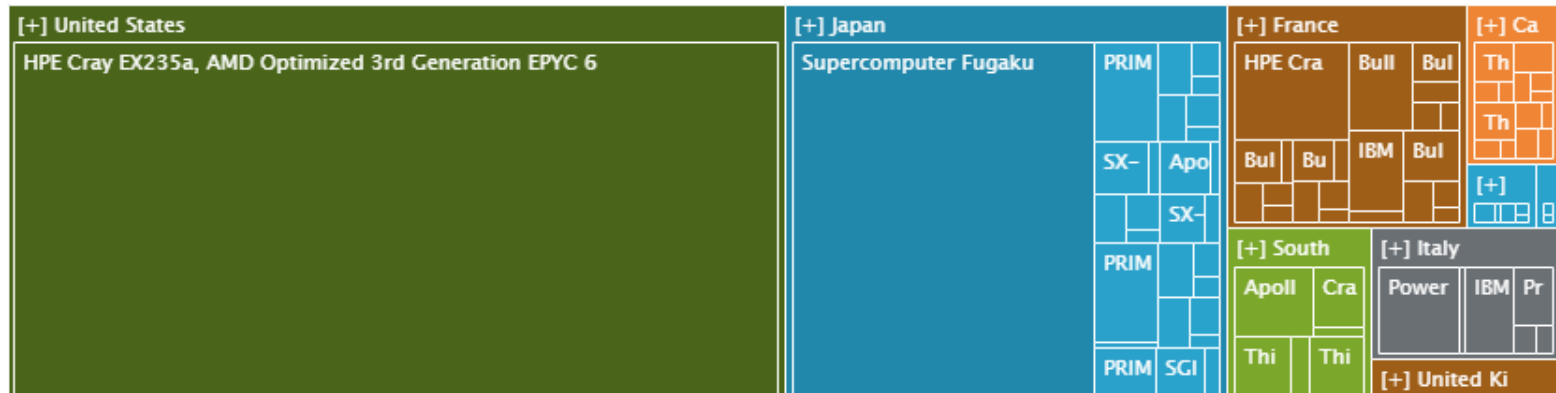 [+] United States
HPE Cray EX235a, AMD Optimized 3rd Generation EPYC 6
[+] Japan
Supercomputer Fugaku
PRIM
SX-
Apo
SX-
PRIM
PRIM
SGI
[+] France
HPE Cra
Bull
Bul
Bul
Bu
IBM
Bul
[+] Ca
Th
Th
[+]
[+] South
Apoll
Cra
Thi
Thi
[+] Italy
Power
IBM
Pr
[+] United Ki